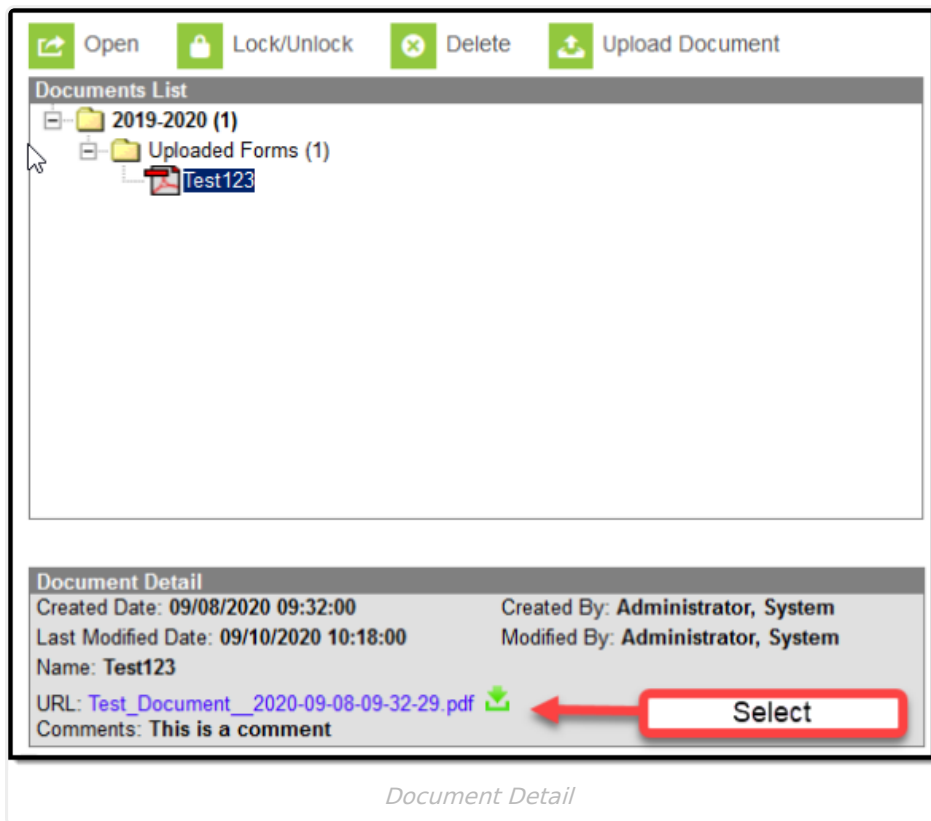 Open Lock/Unlock Delete Upload Document
Documents List
2019-2020 (1)
Uploaded Forms (1)
Test123
Document Detail
Created Date: 09/08/2020 09:32:00 Created By: Administrator, System
Last Modified Date: 09/10/2020 10:18:00 Modified By: Administrator, System
Name: Test123
URL: Test_Document__2020-09-08-09-32-29.pdf Select
Comments: This is a comment
Document Detail